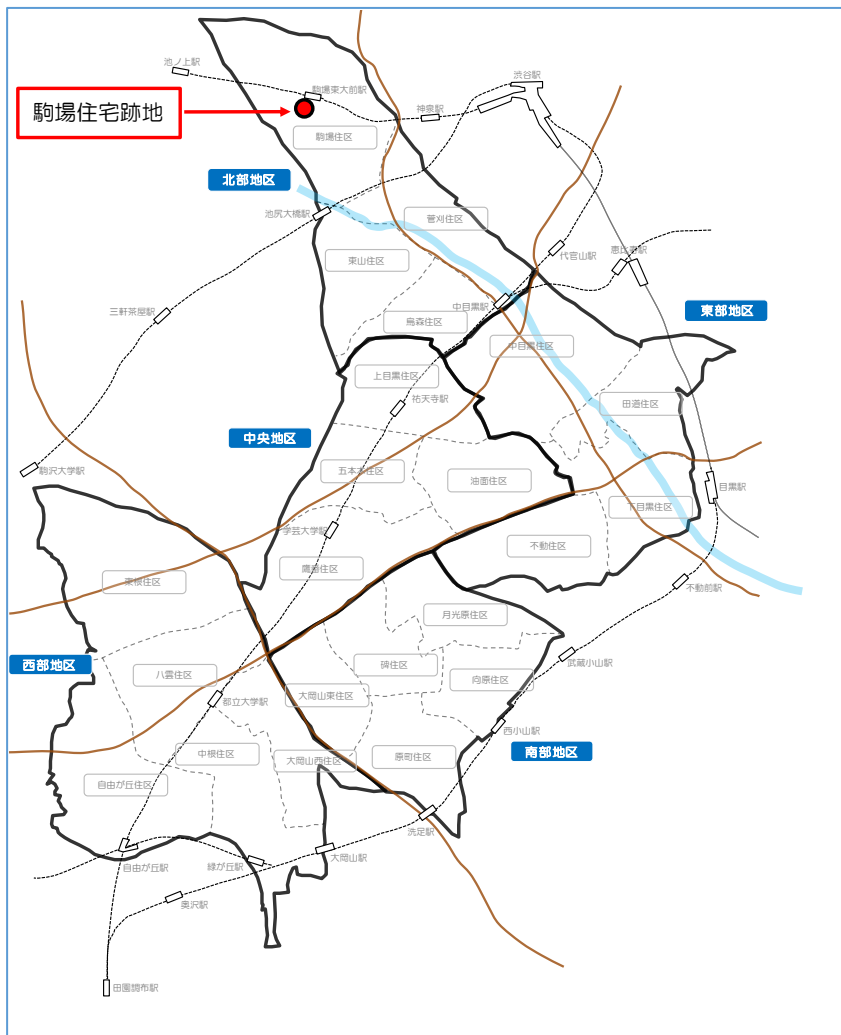 池ノ上駅
渋谷駅
駒場東大前駅
駒場住宅跡地
神泉駅
駒場住区
北部地区
池尻大橋駅
菅刈住区
代官山駅
恵比寿駅
東山住区
三軒茶屋駅
中目黒駅
東部地区
烏森住区
中目黒住区
上目黒住区
祐天寺駅
田道住区
中央地区
駒沢大学駅
五本木住区
油面住区
目黒駅
下目黒住区
学芸大学駅
不動住区
鷹番住区
東根住区
不動前駅
月光原住区
西部地区
武蔵小山駅
碑住区
八雲住区
向原住区
都立大学駅
大岡山東住区
西小山駅
南部地区
中根住区
大岡山西住区
原町住区
自由が丘住区
洗足駅
自由が丘駅
緑が丘駅
大岡山駅
奥沢駅
田園調布駅